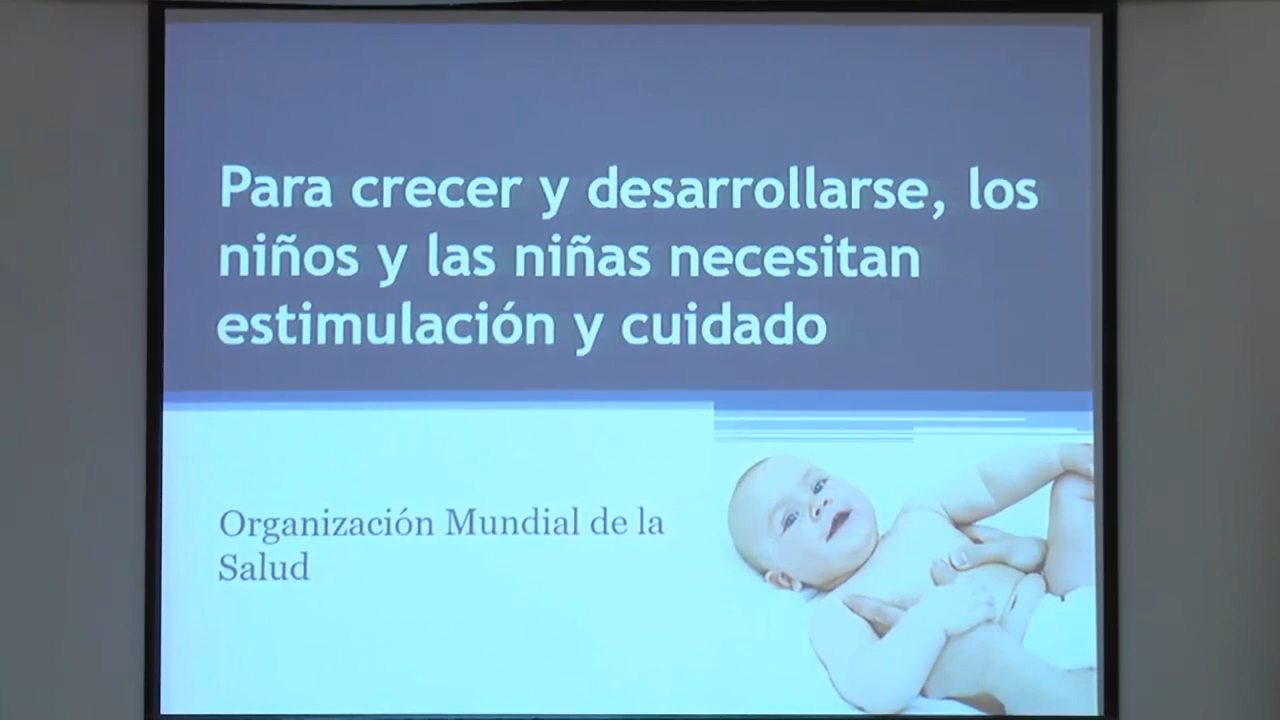 Para crecer y desarrollarse, los
niños y las niñas necesitan
estimulación y cuidado
Organización Mundial de la
Salud